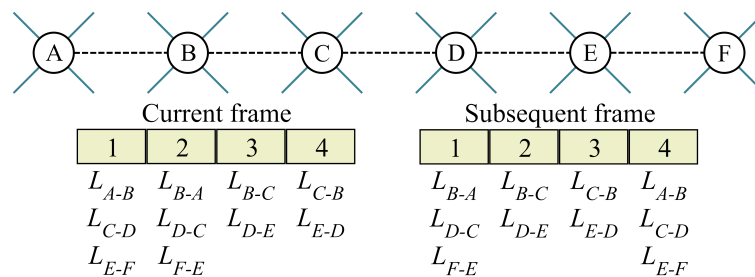 A B C D E F
Current frame Subsequent frame
1 2 3 4 1 2 3 4
L_{A-B} L_{B-A} L_{B-C} L_{C-B} L_{B-A} L_{B-C} L_{C-B} L_{A-B}
L_{C-D} L_{D-C} L_{D-E} L_{E-D} L_{D-C} L_{D-E} L_{E-D} L_{C-D}
L_{E-F} L_{F-E} L_{F-E} L_{E-F}